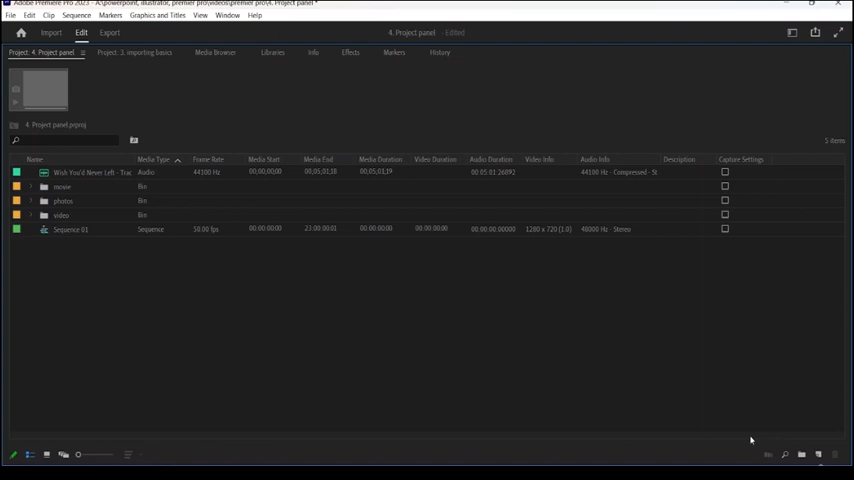 Adobe Premiere Pro 2023 - A:\powerpoint, illustrator, premier pro\videos\premier pro\4. Project panel *
File Edit Clip Sequence Markers Graphics and Titles View Window Help
Import Edit Export 4. Project panel - Edited
Project: 4. Project panel Project: 3. importing basics Media Browser Libraries Info Effects Markers History
4. Project panel.prproj
5 items
Name Media Type Frame Rate Media Start Media End Media Duration Video Duration Audio Duration Video Info Audio Info Description Capture Settings
Wish You'd Never Left - Trac Audio 44100 Hz 00;00;00;00 00;05;01;18 00;05;01;19 00:05:01:26892 44100 Hz - Compressed - St
movie Bin
photos Bin
video Bin
Sequence 01 Sequence 50.00 fps 00:00:00:00 23:00:00:01 00:00:00:00 00:00:00:00 00:00:00:00000 1280 x 720 (1.0) 48000 Hz - Stereo